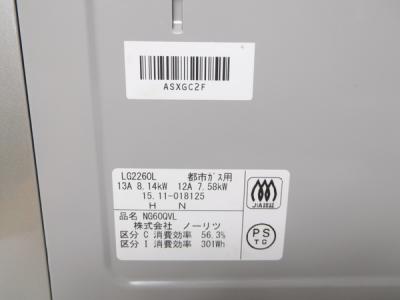 ASXGC2F
LG2260L 都市ガス用
13A 8.14kW 12A 7.58kW
15.11-018125
H N
品名 NG60QVL
株式会社 ノーリツ
区分 C 消費効率 56.3%
区分 I 消費効率 301Wh
JIA認証
PS
TG